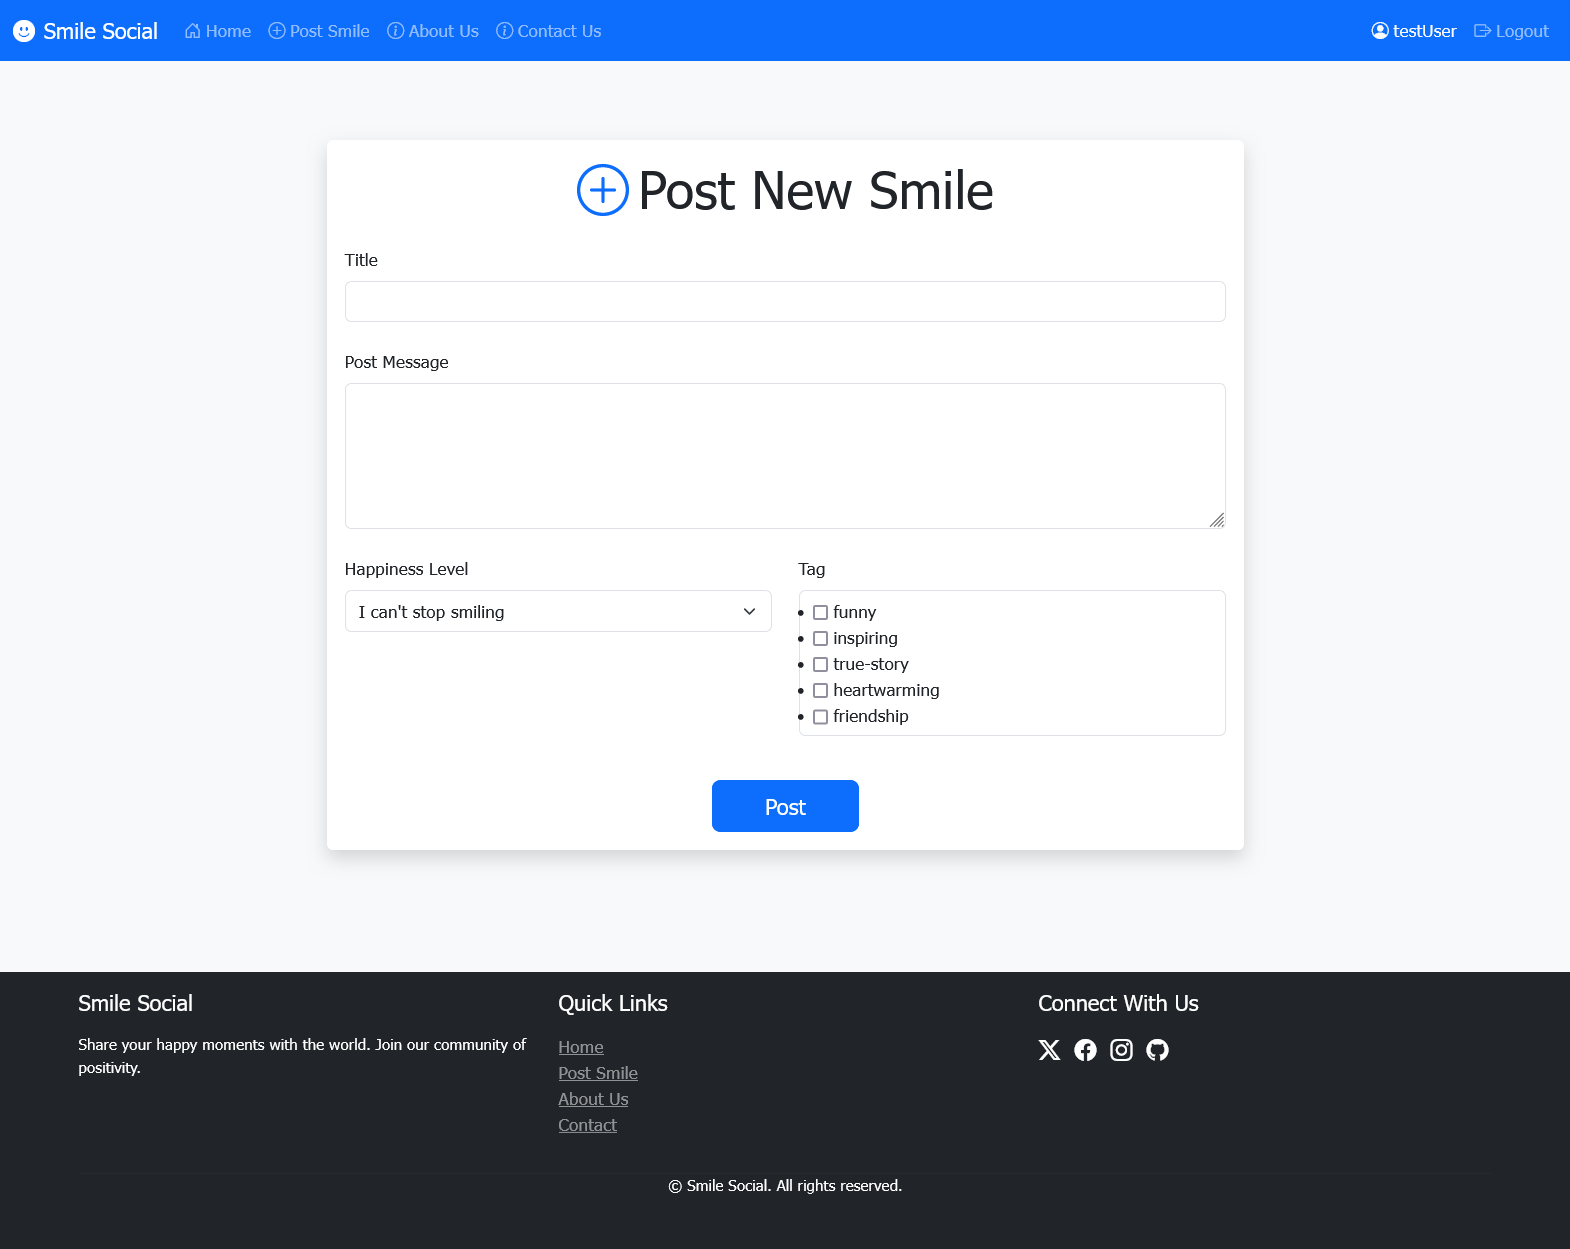 Smile Social Home Post Smile About Us Contact Us testUser Logout
Post New Smile
Title
Post Message
Happiness Level
I can't stop smiling
Tag
funny
inspiring
true-story
heartwarming
friendship
Post
Smile Social
Share your happy moments with the world. Join our community of
positivity.
Quick Links
Home
Post Smile
About Us
Contact
Connect With Us
© Smile Social. All rights reserved.